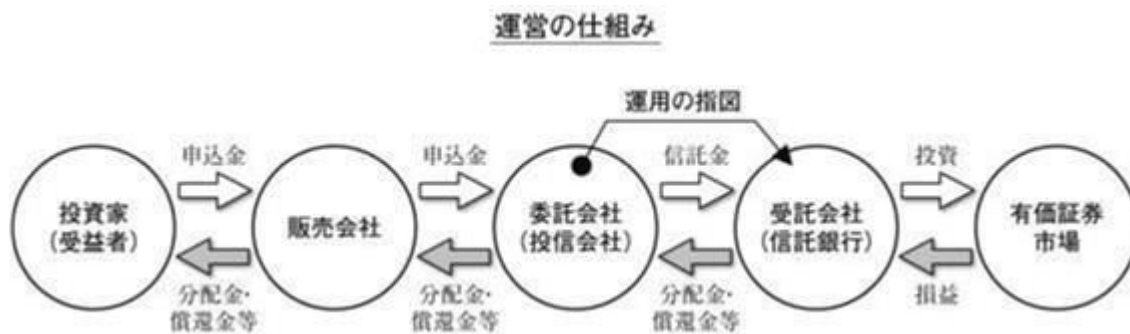 運営の仕組み
運用の指図
申込金
申込金
信託金
投資
投資家
(受益者)
販売会社
委託会社
(投信会社)
受託会社
(信託銀行)
有価証券
市場
分配金・
償還金等
分配金・
償還金等
分配金・
償還金等
損益